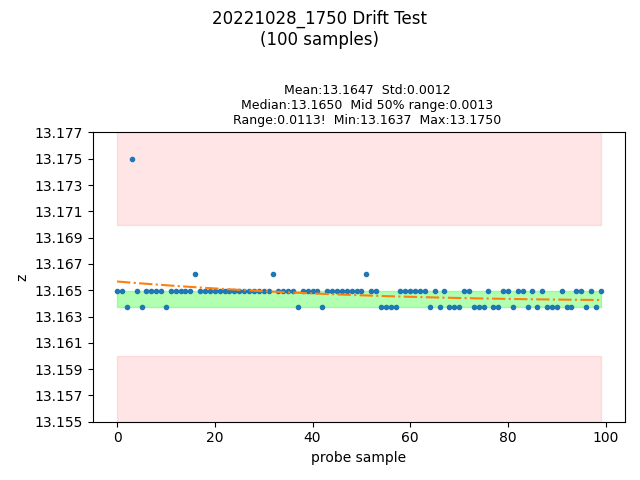 20221028_1750 Drift Test
(100 samples)
Mean:13.1647  Std:0.0012
Median:13.1650  Mid 50% range:0.0013
Range:0.0113!  Min:13.1637  Max:13.1750
13.177
13.175
13.173
13.171
13.169
13.167
13.165
13.163
13.161
13.159
13.157
13.155
z
0 20 40 60 80 100
probe sample